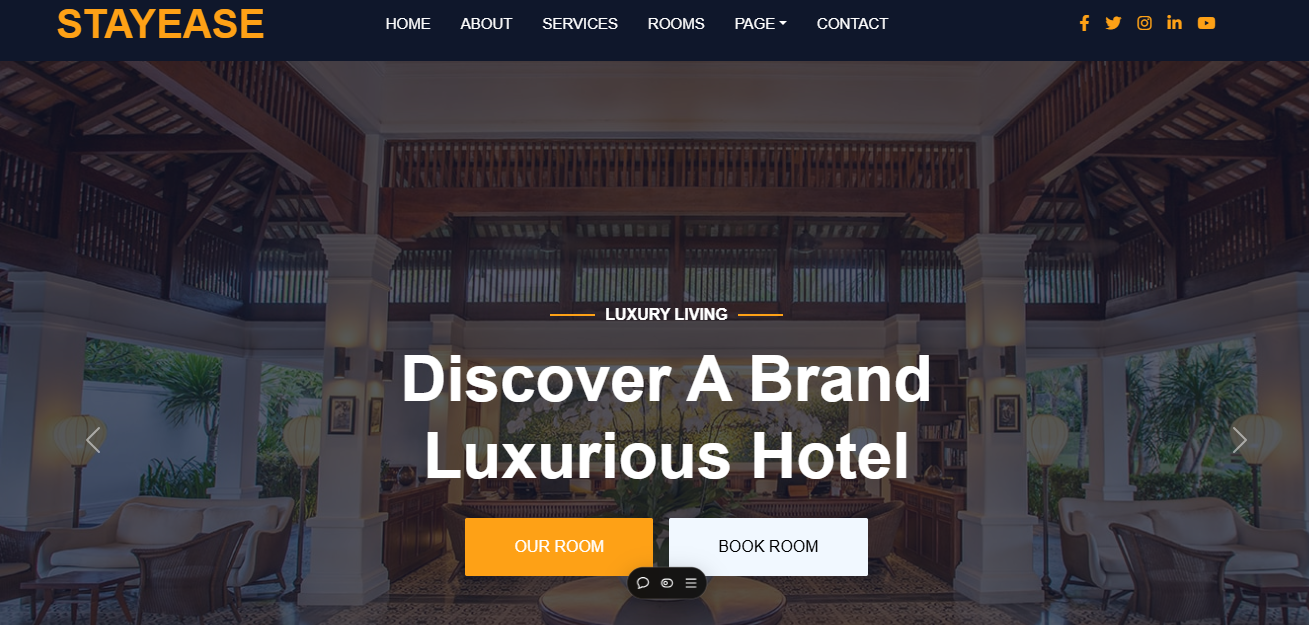 STAYEASE
HOME ABOUT SERVICES ROOMS PAGE CONTACT
LUXURY LIVING
Discover A Brand
Luxurious Hotel
OUR ROOM BOOK ROOM